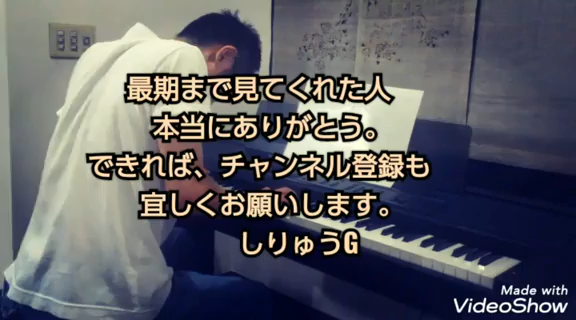 最期まで見てくれた人
本当にありがとう。
できれば、チャンネル登録も
宜しくお願いします。
しりゅうG
Made with
VideoShow